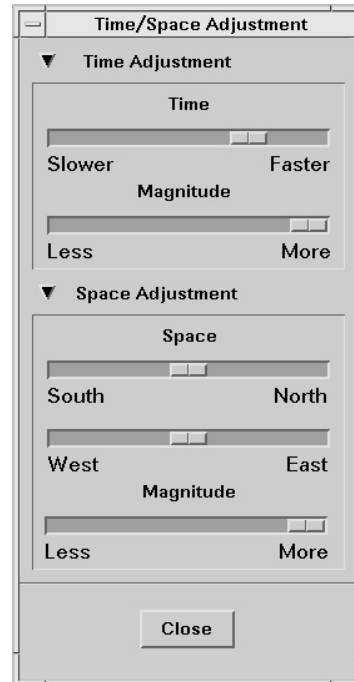 Time/Space Adjustment
Time Adjustment
Time
Slower Faster
Magnitude
Less More
Space Adjustment
Space
South North
West East
Magnitude
Less More
Close